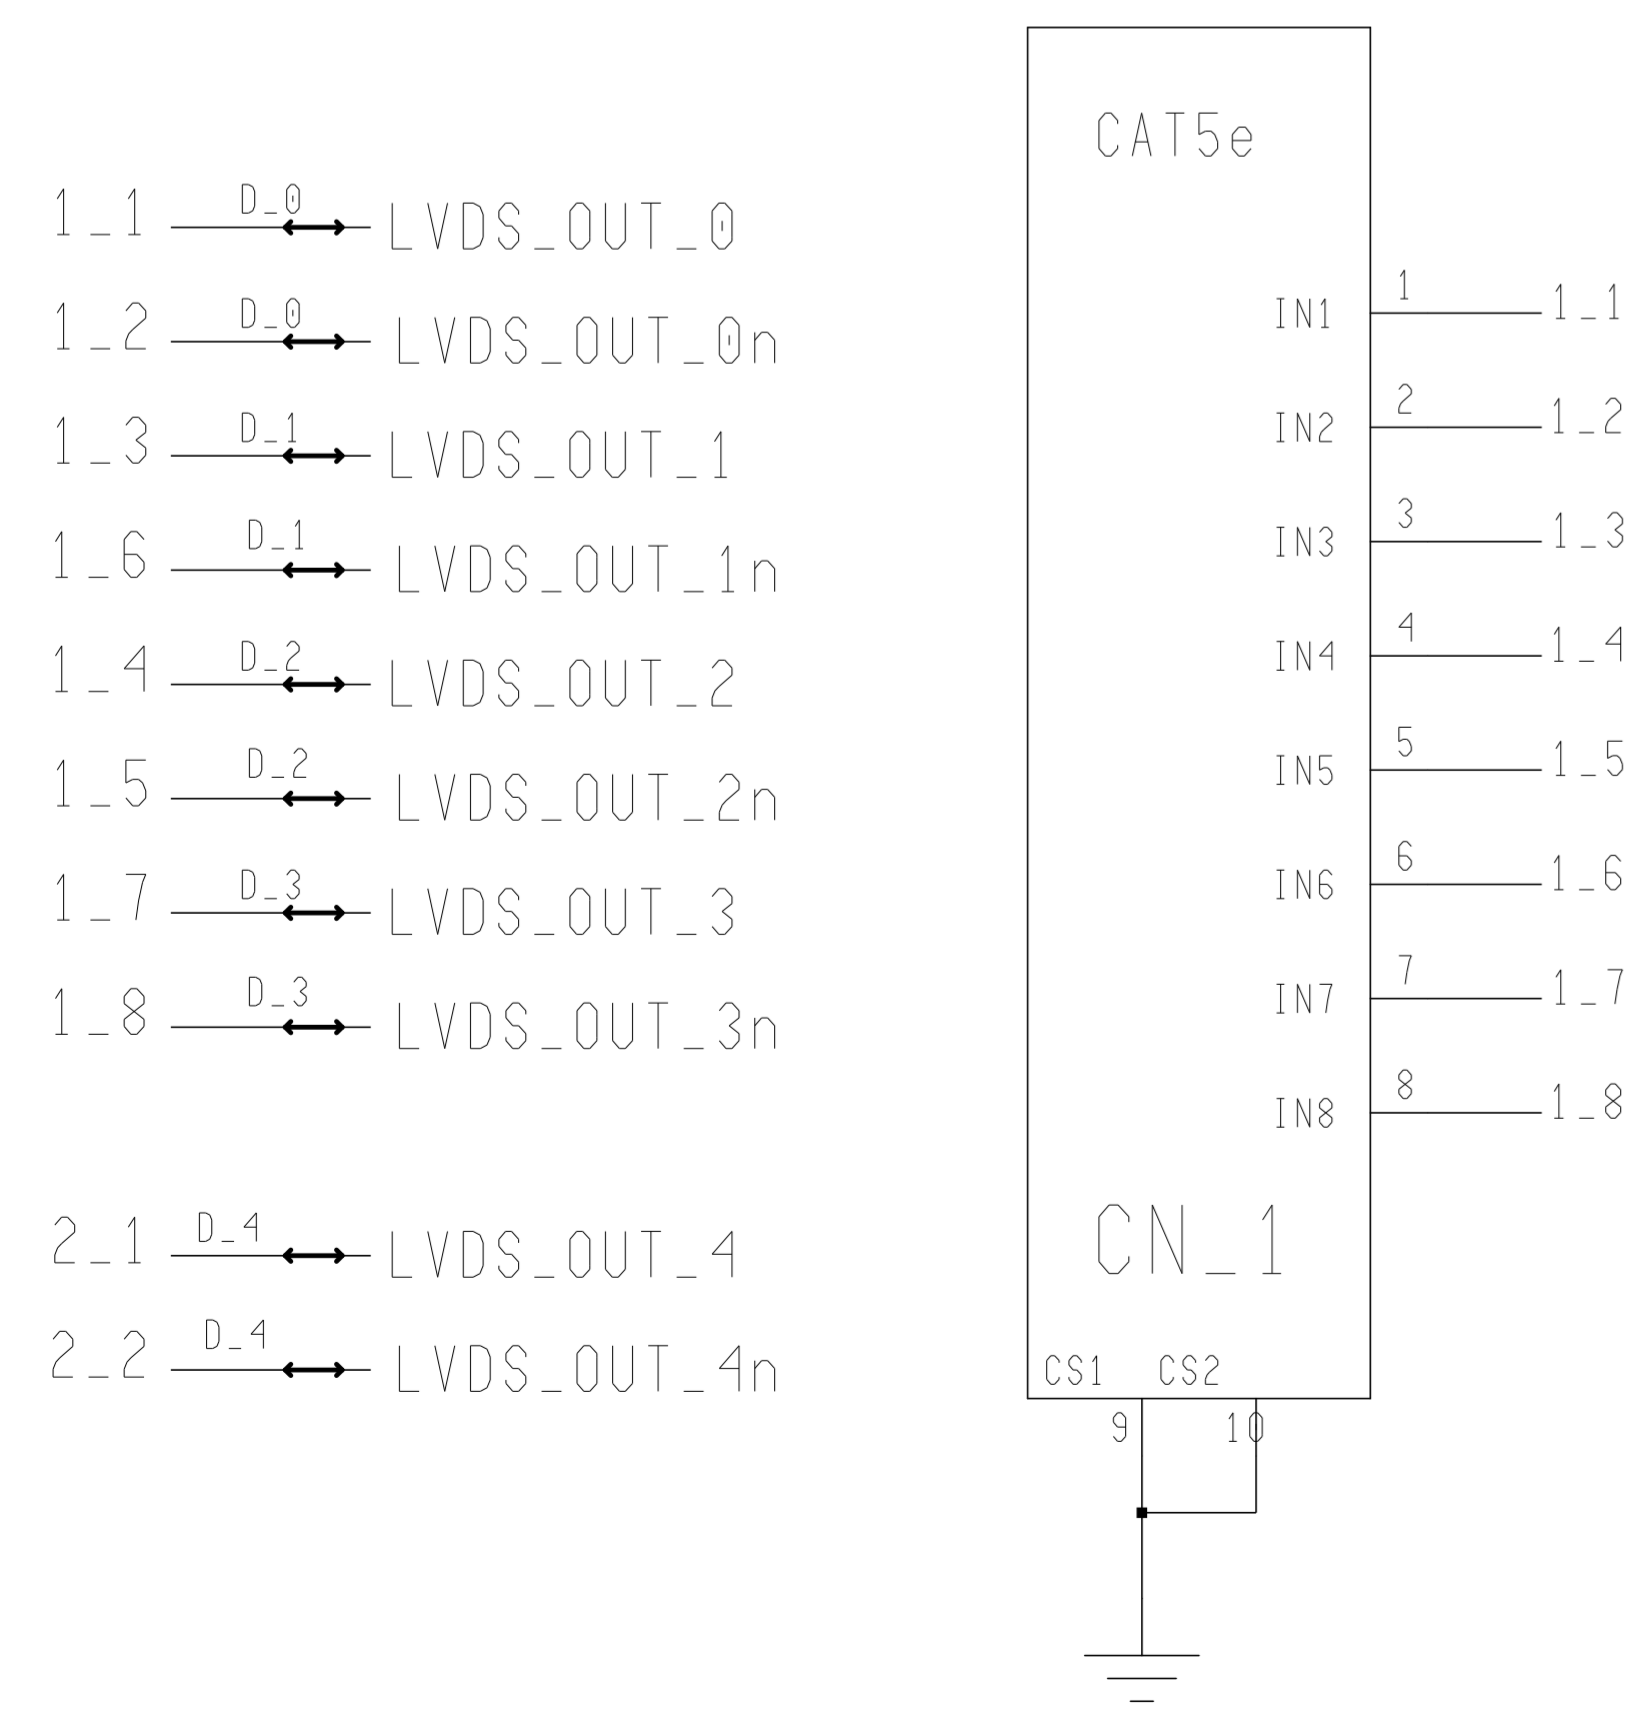 1_1 D_0 LVDS_OUT_0
1_2 D_0 LVDS_OUT_0n
1_3 D_1 LVDS_OUT_1
1_6 D_1 LVDS_OUT_1n
1_4 D_2 LVDS_OUT_2
1_5 D_2 LVDS_OUT_2n
1_7 D_3 LVDS_OUT_3
1_8 D_3 LVDS_OUT_3n
2_1 D_4 LVDS_OUT_4
2_2 D_4 LVDS_OUT_4n
CAT5e
IN1 1 1_1
IN2 2 1_2
IN3 3 1_3
IN4 4 1_4
IN5 5 1_5
IN6 6 1_6
IN7 7 1_7
IN8 8 1_8
CN_1
CS1 CS2
9 10